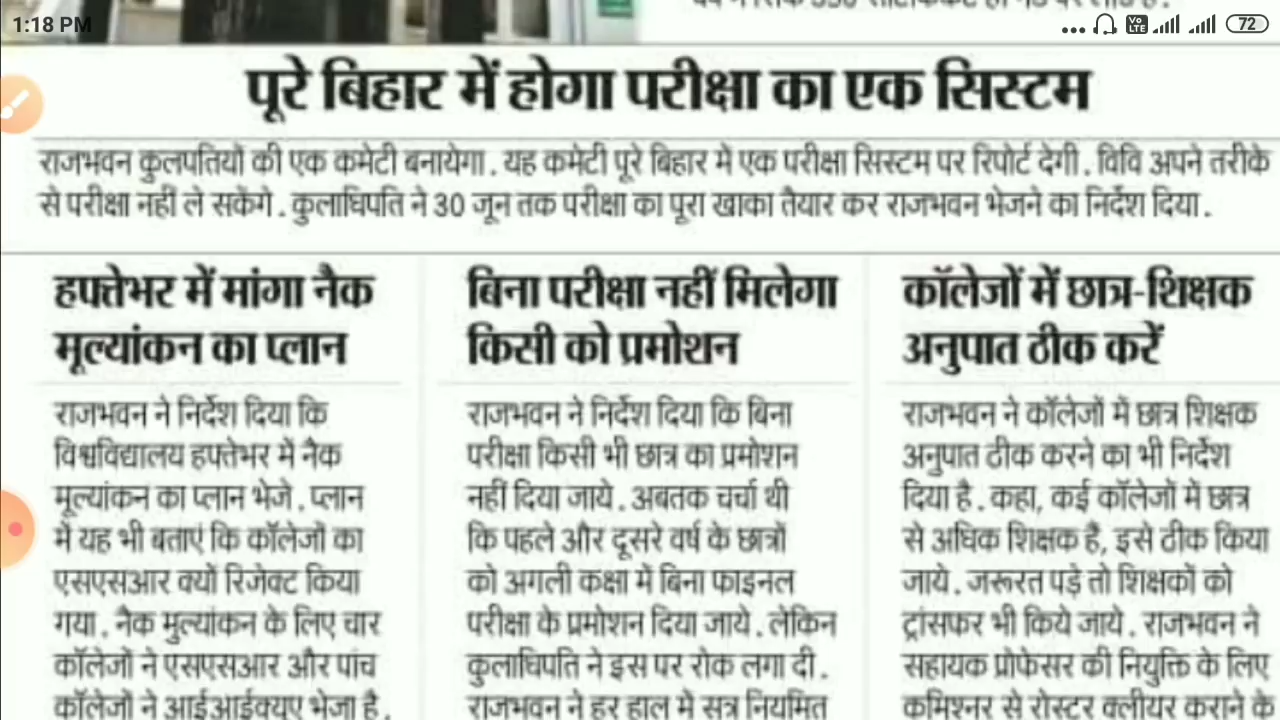 1:18 PM
... Vo LTE 72
पूरे बिहार में होगा परीक्षा का एक सिस्टम
राजभवन कुलपतियों की एक कमेटी बनायेगा. यह कमेटी पूरे बिहार में एक परीक्षा सिस्टम पर रिपोर्ट देगी. विवि अपने तरीके
से परीक्षा नहीं ले सकेंगे. कुलाधिपति ने 30 जून तक परीक्षा का पूरा खाका तैयार कर राजभवन भेजने का निर्देश दिया.
हफ्तेभर में मांगा नैक
मूल्यांकन का प्लान
राजभवन ने निर्देश दिया कि
विश्वविद्यालय हफ्तेभर में नैक
मूल्यांकन का प्लान भेजे. प्लान
में यह भी बताएं कि कॉलेजों का
एसएसआर क्यों रिजेक्ट किया
गया. नैक मुल्यांकन के लिए चार
कॉलेजों ने एसएसआर और पांच
कॉलेजों ने आईआईक्यूए भेजा है.
बिना परीक्षा नहीं मिलेगा
किसी को प्रमोशन
राजभवन ने निर्देश दिया कि बिना
परीक्षा किसी भी छात्र का प्रमोशन
नहीं दिया जाये. अबतक चर्चा थी
कि पहले और दूसरे वर्ष के छात्रों
को अगली कक्षा में बिना फाइनल
परीक्षा के प्रमोशन दिया जाये. लेकिन
कुलाधिपति ने इस पर रोक लगा दी.
राजभवन ने हर हाल में सत्र नियमित
कॉलेजों में छात्र-शिक्षक
अनुपात ठीक करें
राजभवन ने कॉलेजों में छात्र शिक्षक
अनुपात ठीक करने का भी निर्देश
दिया है. कहा, कई कॉलेजों में छात्र
से अधिक शिक्षक हैं, इसे ठीक किया
जाये. जरूरत पड़े तो शिक्षकों को
ट्रांसफर भी किये जाये. राजभवन ने
सहायक प्रोफेसर की नियुक्ति के लिए
कमिश्नर से रोस्टर क्लीयर कराने के